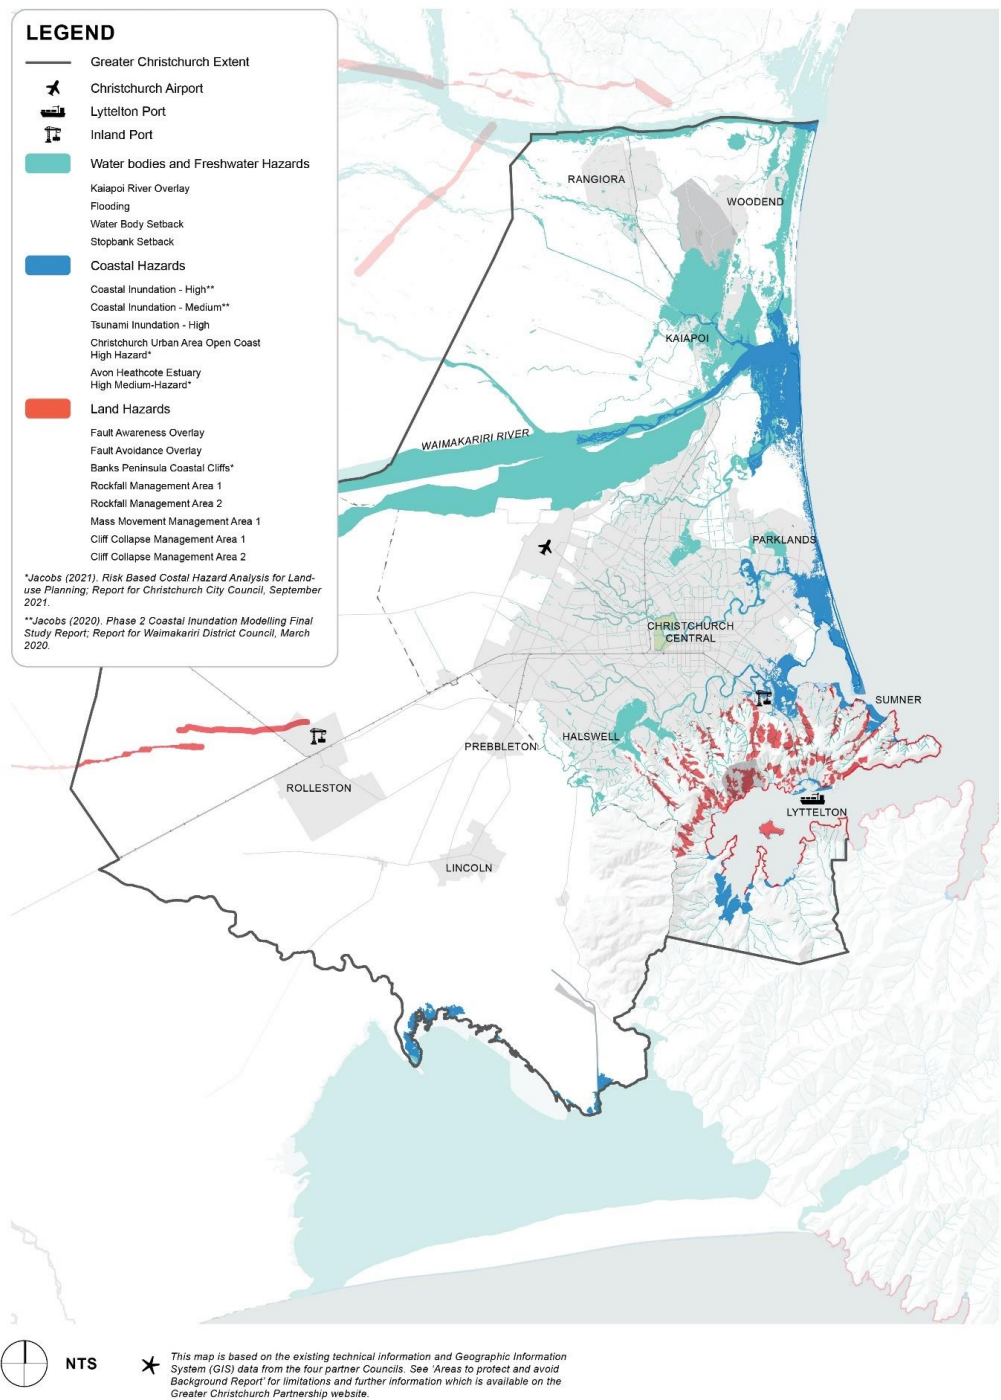 LEGEND
Greater Christchurch Extent
Christchurch Airport
Lyttelton Port
Inland Port
Water bodies and Freshwater Hazards
Kaiapoi River Overlay
Flooding
Water Body Setback
Stopbank Setback
Coastal Hazards
Coastal Inundation - High**
Coastal Inundation - Medium**
Tsunami Inundation - High
Christchurch Urban Area Open Coast
High Hazard*
Avon Heathcote Estuary
High Medium-Hazard*
Land Hazards
Fault Awareness Overlay
Fault Avoidance Overlay
Banks Peninsula Coastal Cliffs*
Rockfall Management Area 1
Rockfall Management Area 2
Mass Movement Management Area 1
Cliff Collapse Management Area 1
Cliff Collapse Management Area 2
*Jacobs (2021). Risk Based Costal Hazard Analysis for Land-
use Planning; Report for Christchurch City Council, September
2021.
**Jacobs (2020). Phase 2 Coastal Inundation Modelling Final
Study Report; Report for Waimakariri District Council, March
2020.
RANGIORA
WOODEND
KAIAPOI
WAIMAKARIRI RIVER
PARKLANDS
CHRISTCHURCH
CENTRAL
SUMNER
HALSWELL
PREBBLETON
ROLLESTON
LYTTELTON
LINCOLN
NTS
This map is based on the existing technical information and Geographic Information
System (GIS) data from the four partner Councils. See 'Areas to protect and avoid
Background Report' for limitations and further information which is available on the
Greater Christchurch Partnership website.